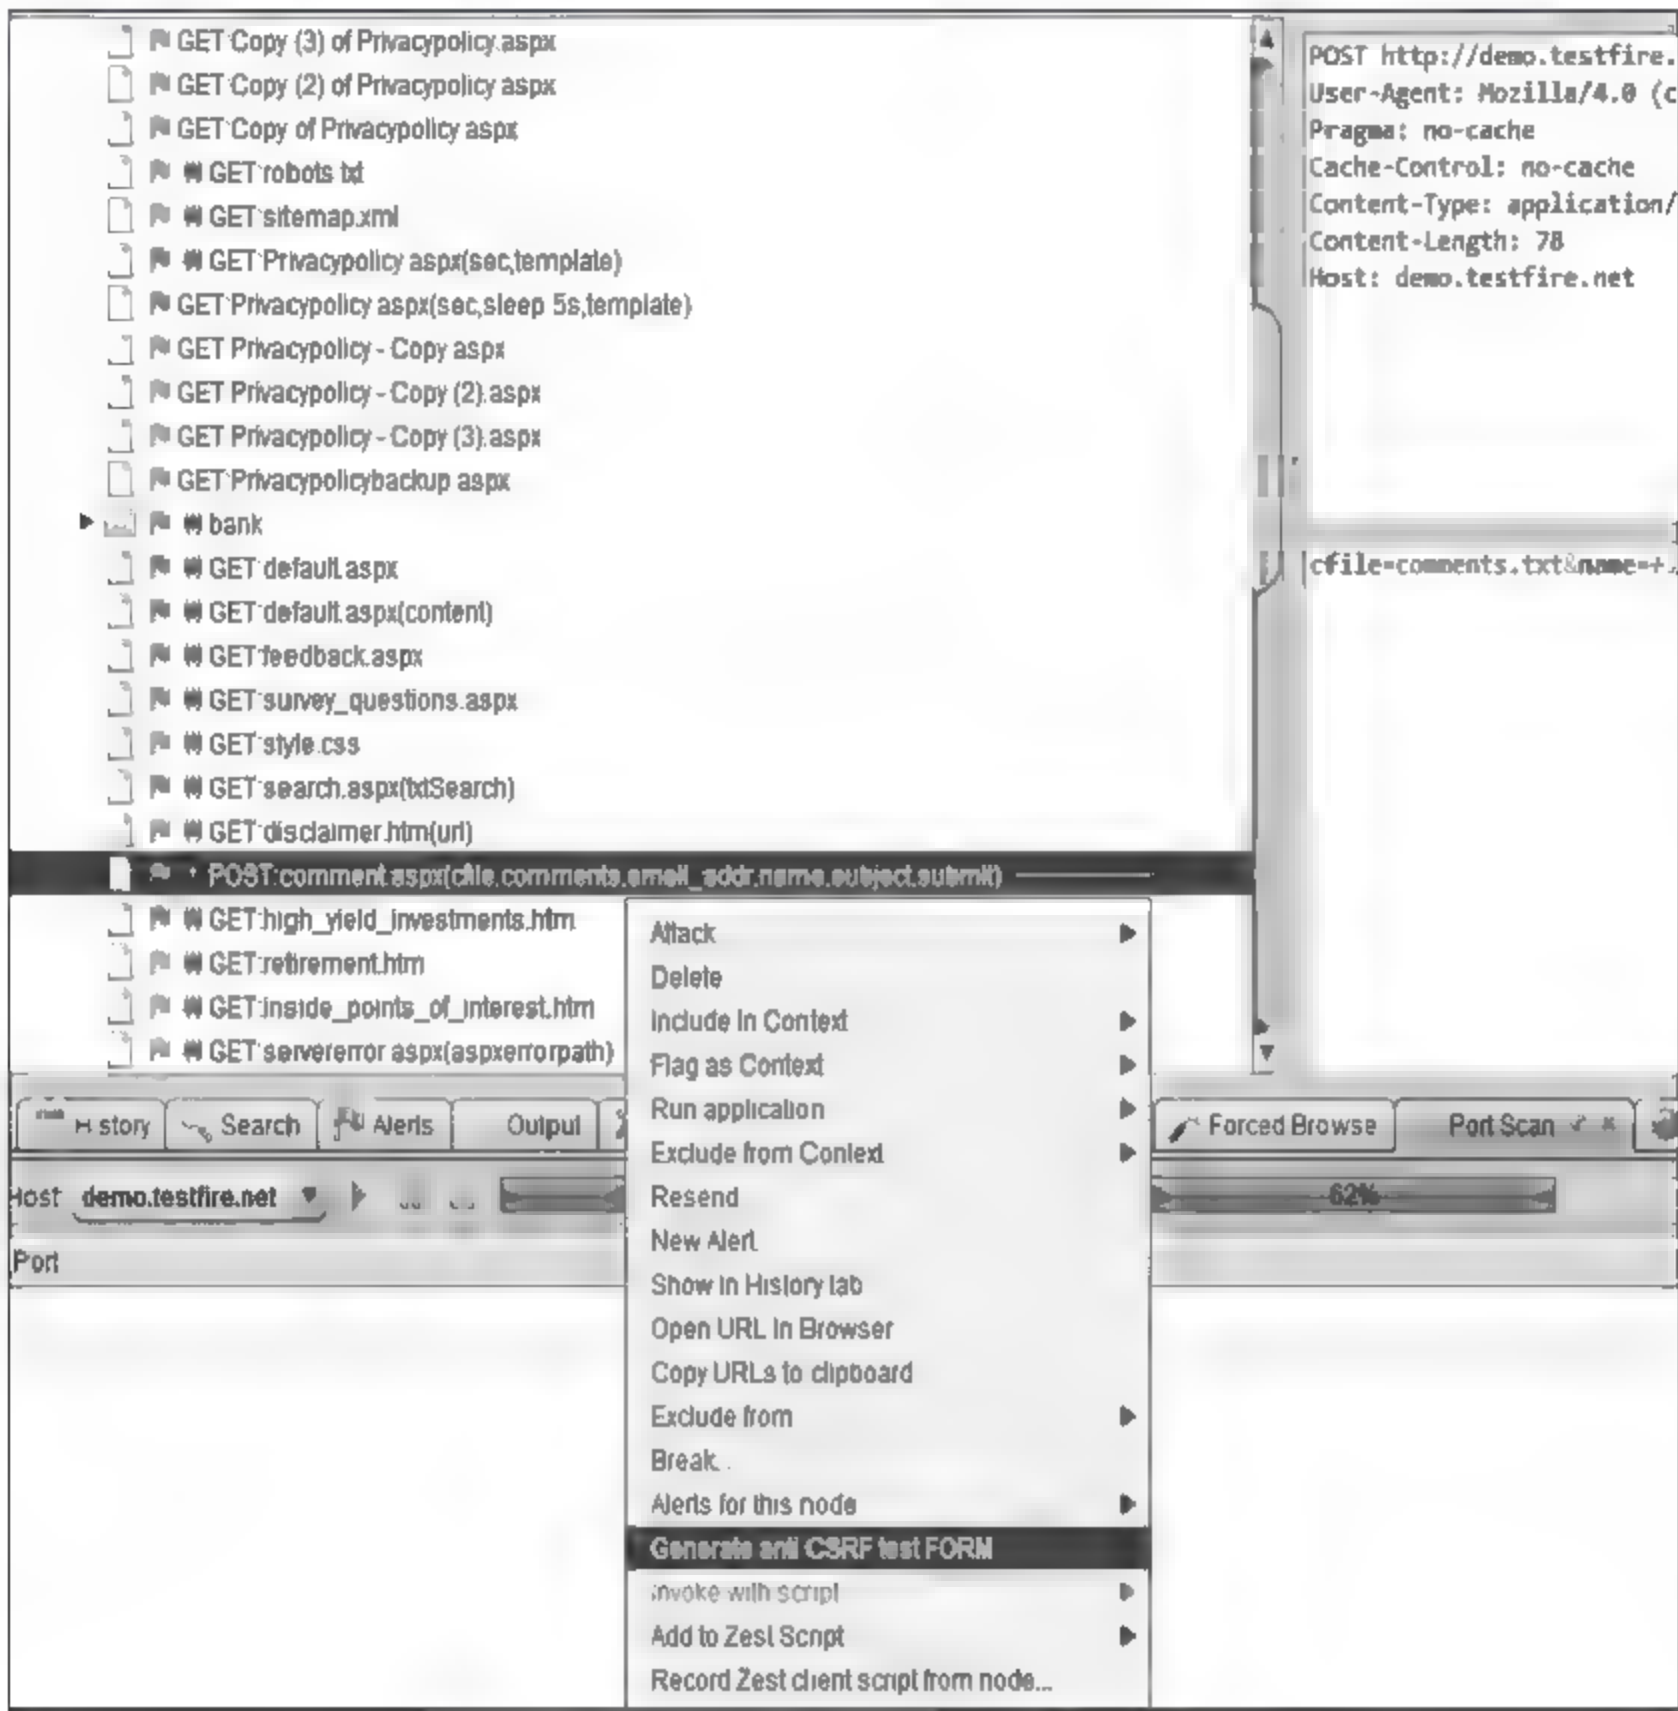 GET:Copy (3) of Privacypolicy.aspx
GET:Copy (2) of Privacypolicy.aspx
GET:Copy of Privacypolicy.aspx
GET:robots.txt
GET:sitemap.xml
GET:Privacypolicy.aspx(sec,template)
GET:Privacypolicy.aspx(sec,sleep 5s,template)
GET:Privacypolicy - Copy.aspx
GET:Privacypolicy - Copy (2).aspx
GET:Privacypolicy - Copy (3).aspx
GET:Privacypolicybackup.aspx
bank
GET:default.aspx
GET:default.aspx(content)
GET:feedback.aspx
GET:survey_questions.aspx
GET:style.css
GET:search.aspx(txtSearch)
GET:disclaimer.htm(url)
POST:comment.aspx(cfile,comments,email_addr,name,subject,submit)
GET:high_yield_investments.htm
GET:retirement.htm
GET:inside_points_of_interest.htm
GET:servererror.aspx(aspxerrorpath)
POST http://demo.testfire.
User-Agent: Mozilla/4.0 (c
Pragma: no-cache
Cache-Control: no-cache
Content-Type: application/
Content-Length: 78
Host: demo.testfire.net
cfile=comments.txt&name=+
Attack
Delete
Include in Context
Flag as Context
Run application
Exclude from Context
Resend
New Alert
Show in History tab
Open URL in Browser
Copy URLs to clipboard
Exclude from
Break...
Alerts for this node
Generate anti CSRF test FORM
Invoke with script
Add to Zest Script
Record Zest client script from node...
History Search Alerts Output Forced Browse Port Scan
Host: demo.testfire.net 62%
Port